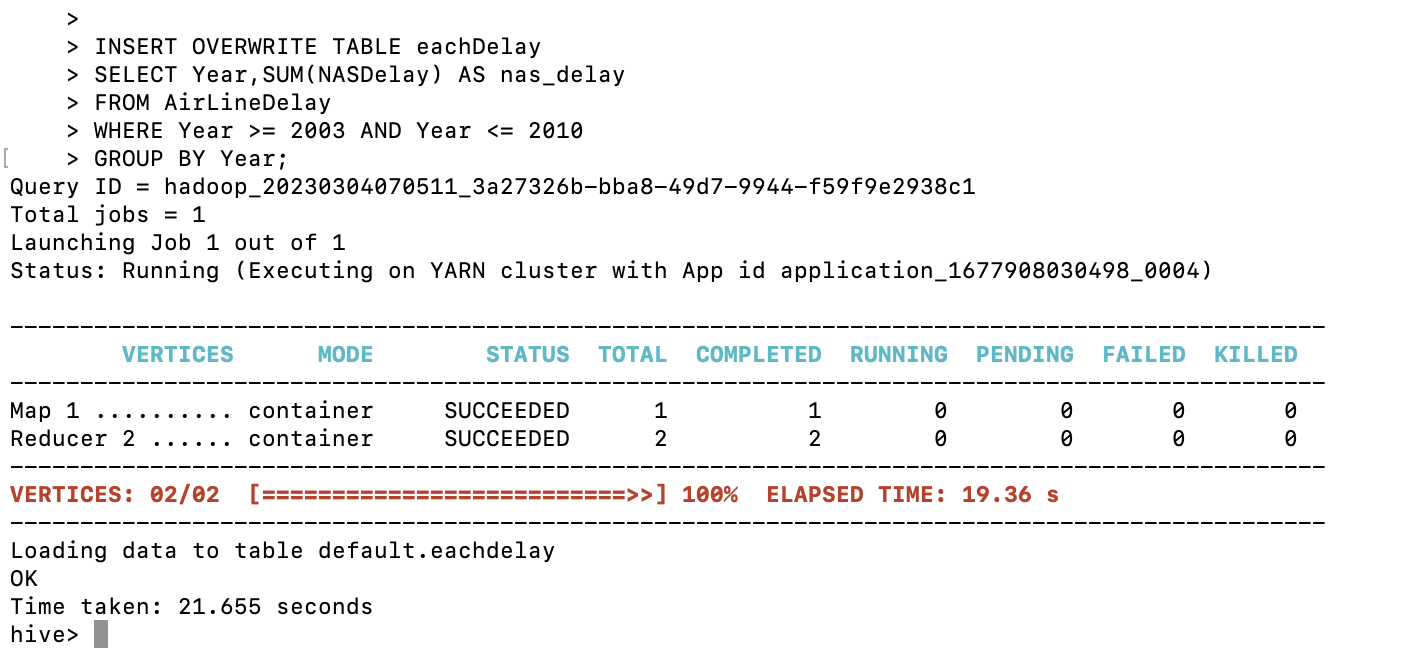 >
> INSERT OVERWRITE TABLE eachDelay
> SELECT Year,SUM(NASDelay) AS nas_delay
> FROM AirLineDelay
> WHERE Year >= 2003 AND Year <= 2010
[    > GROUP BY Year;
Query ID = hadoop_20230304070511_3a27326b-bba8-49d7-9944-f59f9e2938c1
Total jobs = 1
Launching Job 1 out of 1
Status: Running (Executing on YARN cluster with App id application_1677908030498_0004)
----------------------------------------------------------------------------------------------
VERTICES      MODE        STATUS  TOTAL  COMPLETED  RUNNING  PENDING  FAILED  KILLED
----------------------------------------------------------------------------------------------
Map 1 .......... container     SUCCEEDED      1          1        0        0       0       0
Reducer 2 ...... container     SUCCEEDED      2          2        0        0       0       0
----------------------------------------------------------------------------------------------
VERTICES: 02/02  [==========================>>] 100%  ELAPSED TIME: 19.36 s
----------------------------------------------------------------------------------------------
Loading data to table default.eachdelay
OK
Time taken: 21.655 seconds
hive>